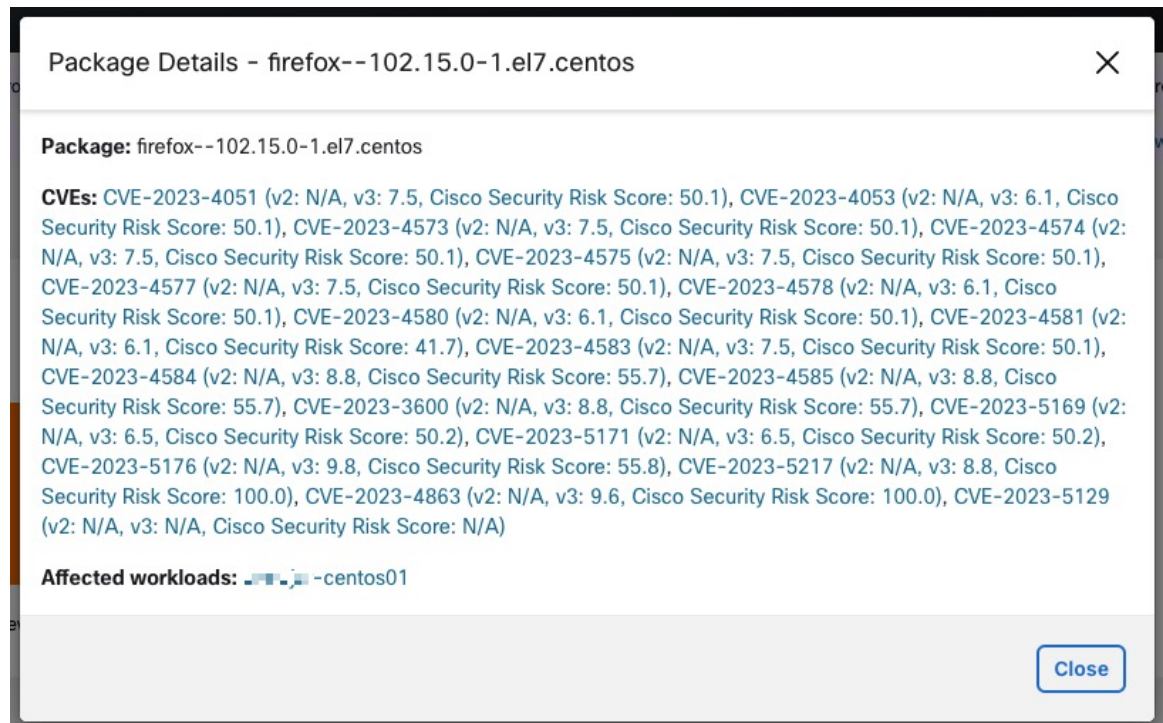 Package Details - firefox--102.15.0-1.el7.centos
Package: firefox--102.15.0-1.el7.centos
CVEs: CVE-2023-4051 (v2: N/A, v3: 7.5, Cisco Security Risk Score: 50.1), CVE-2023-4053 (v2: N/A, v3: 6.1, Cisco
Security Risk Score: 50.1), CVE-2023-4573 (v2: N/A, v3: 7.5, Cisco Security Risk Score: 50.1), CVE-2023-4574 (v2:
N/A, v3: 7.5, Cisco Security Risk Score: 50.1), CVE-2023-4575 (v2: N/A, v3: 7.5, Cisco Security Risk Score: 50.1),
CVE-2023-4577 (v2: N/A, v3: 7.5, Cisco Security Risk Score: 50.1), CVE-2023-4578 (v2: N/A, v3: 6.1, Cisco
Security Risk Score: 50.1), CVE-2023-4580 (v2: N/A, v3: 6.1, Cisco Security Risk Score: 50.1), CVE-2023-4581 (v2:
N/A, v3: 6.1, Cisco Security Risk Score: 41.7), CVE-2023-4583 (v2: N/A, v3: 7.5, Cisco Security Risk Score: 50.1),
CVE-2023-4584 (v2: N/A, v3: 8.8, Cisco Security Risk Score: 55.7), CVE-2023-4585 (v2: N/A, v3: 8.8, Cisco
Security Risk Score: 55.7), CVE-2023-3600 (v2: N/A, v3: 8.8, Cisco Security Risk Score: 55.7), CVE-2023-5169 (v2:
N/A, v3: 6.5, Cisco Security Risk Score: 50.2), CVE-2023-5171 (v2: N/A, v3: 6.5, Cisco Security Risk Score: 50.2),
CVE-2023-5176 (v2: N/A, v3: 9.8, Cisco Security Risk Score: 55.8), CVE-2023-5217 (v2: N/A, v3: 8.8, Cisco
Security Risk Score: 100.0), CVE-2023-4863 (v2: N/A, v3: 9.6, Cisco Security Risk Score: 100.0), CVE-2023-5129
(v2: N/A, v3: N/A, Cisco Security Risk Score: N/A)
Affected workloads: -centos01
Close